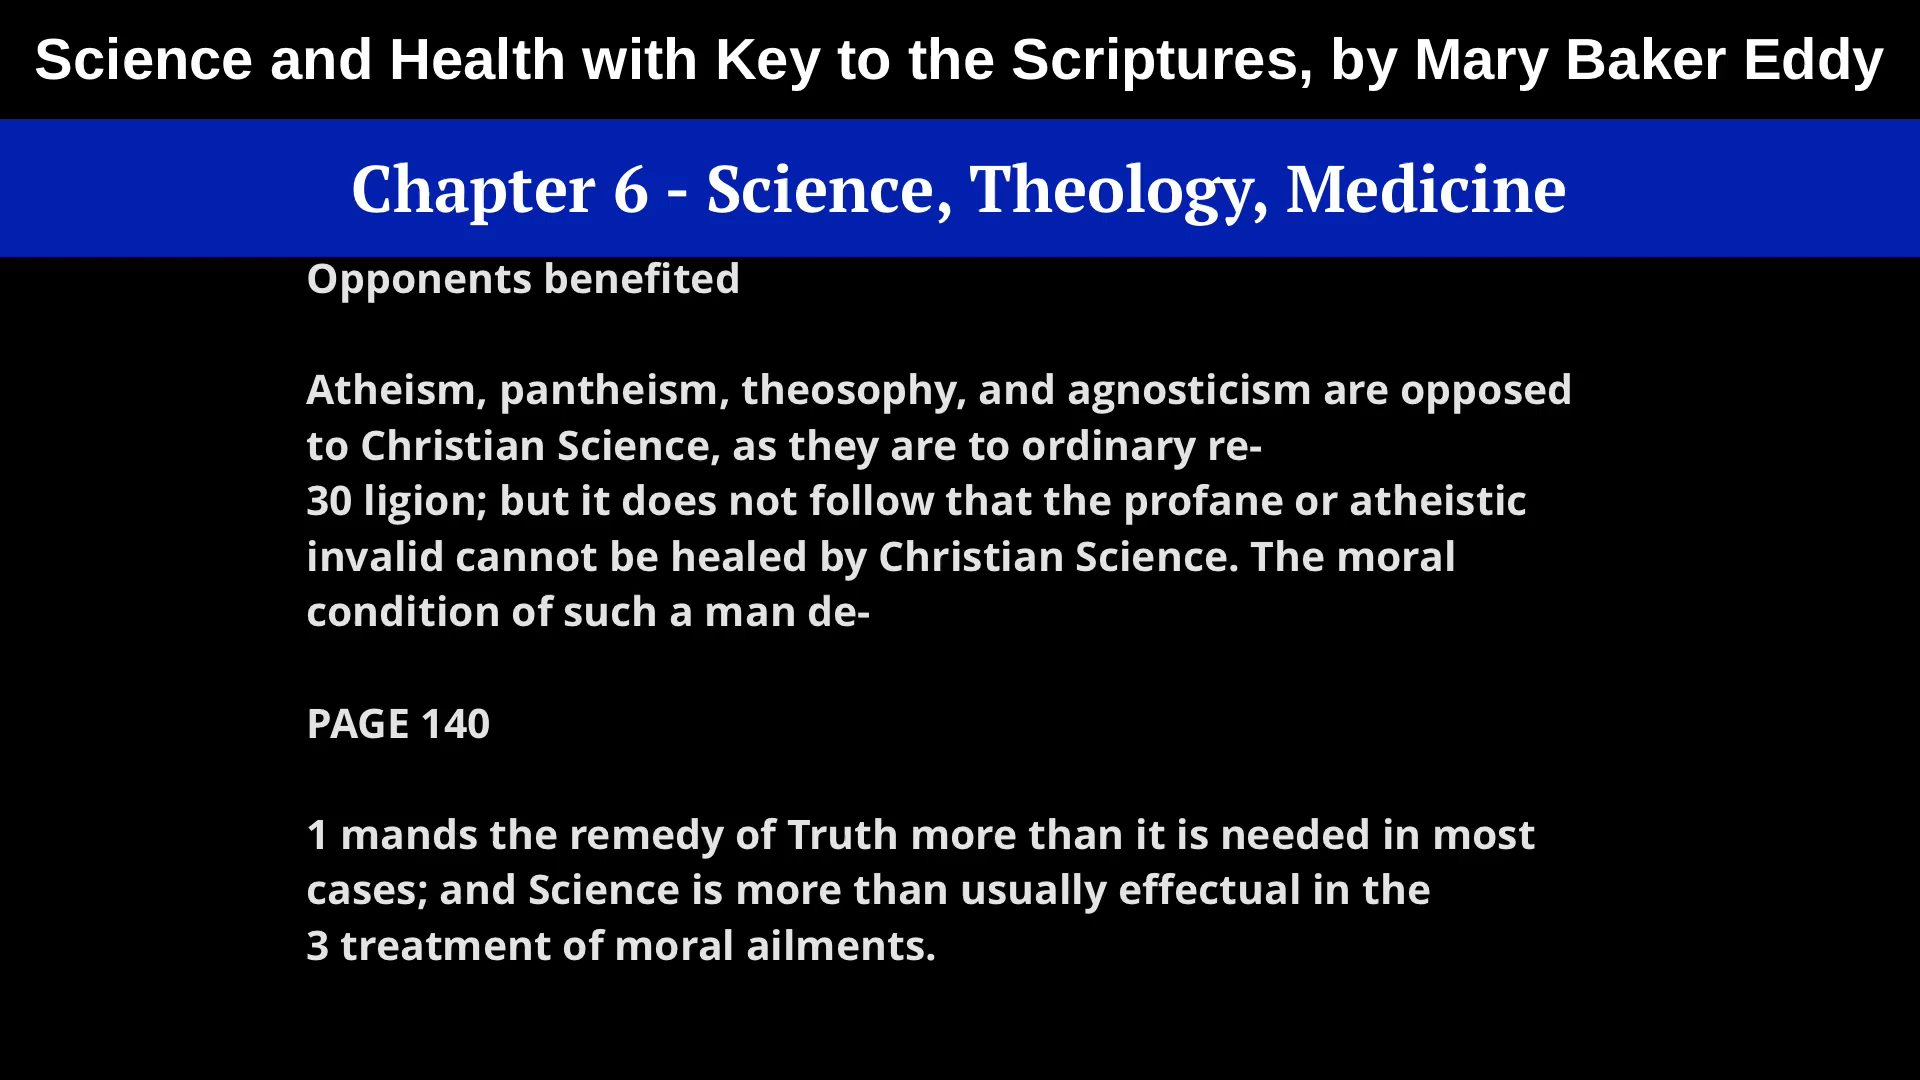 Science and Health with Key to the Scriptures, by Mary Baker Eddy
Chapter 6 - Science, Theology, Medicine
Opponents benefited
Atheism, pantheism, theosophy, and agnosticism are opposed
to Christian Science, as they are to ordinary re-
30 ligion; but it does not follow that the profane or atheistic
invalid cannot be healed by Christian Science. The moral
condition of such a man de-
PAGE 140
1 mands the remedy of Truth more than it is needed in most
cases; and Science is more than usually effectual in the
3 treatment of moral ailments.